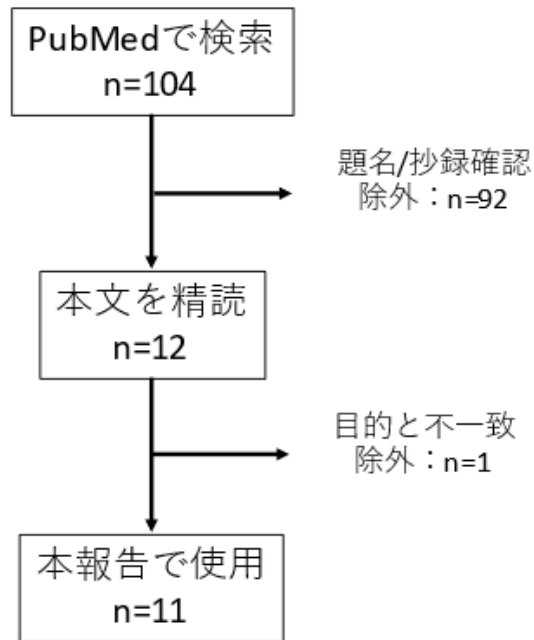 PubMedで検索
n=104
題名/抄録確認
除外：n=92
本文を精読
n=12
目的と不一致
除外：n=1
本報告で使用
n=11